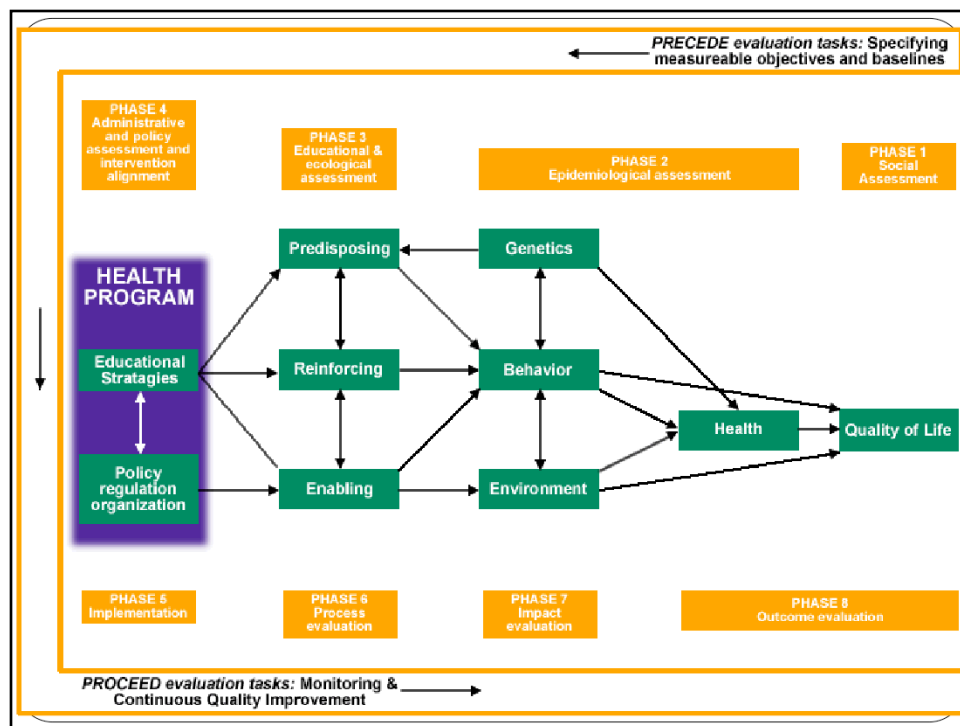 PRECEDE evaluation tasks: Specifying
measureable objectives and baselines
PHASE 4
Administrative
and policy
assessment and
intervention
alignment
PHASE 3
Educational &
ecological
assessment
PHASE 2
Epidemiological assessment
PHASE 1
Social
Assessment
Predisposing
Genetics
HEALTH
PROGRAM
Educational
Stratagies
Reinforcing
Behavior
Health
Quality of Life
Policy
regulation
organization
Enabling
Environment
PHASE 5
Implementation
PHASE 6
Process
evaluation
PHASE 7
Impact
evaluation
PHASE 8
Outcome evaluation
PROCEED evaluation tasks: Monitoring &
Continuous Quality Improvement